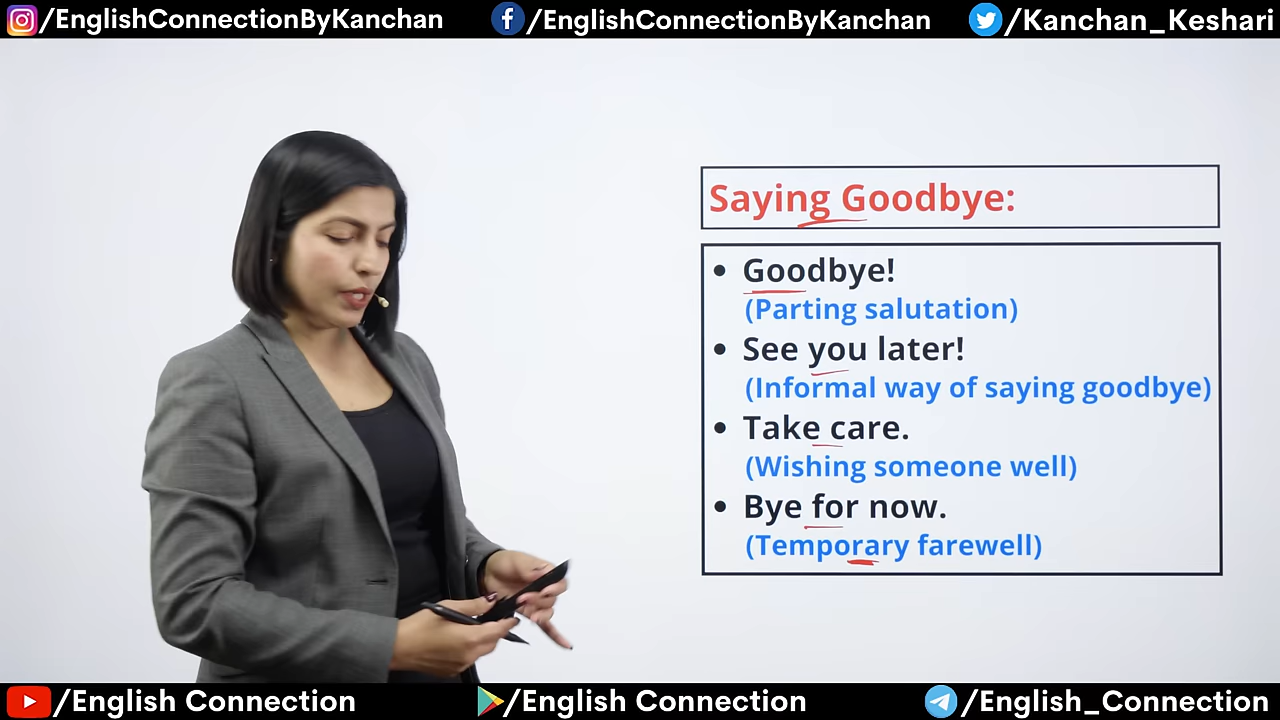 /EnglishConnectionByKanchan
/EnglishConnectionByKanchan
/Kanchan_Keshari
Saying Goodbye:
• Goodbye!
(Parting salutation)
• See you later!
(Informal way of saying goodbye)
• Take care.
(Wishing someone well)
• Bye for now.
(Temporary farewell)
/English Connection
/English Connection
/English_Connection